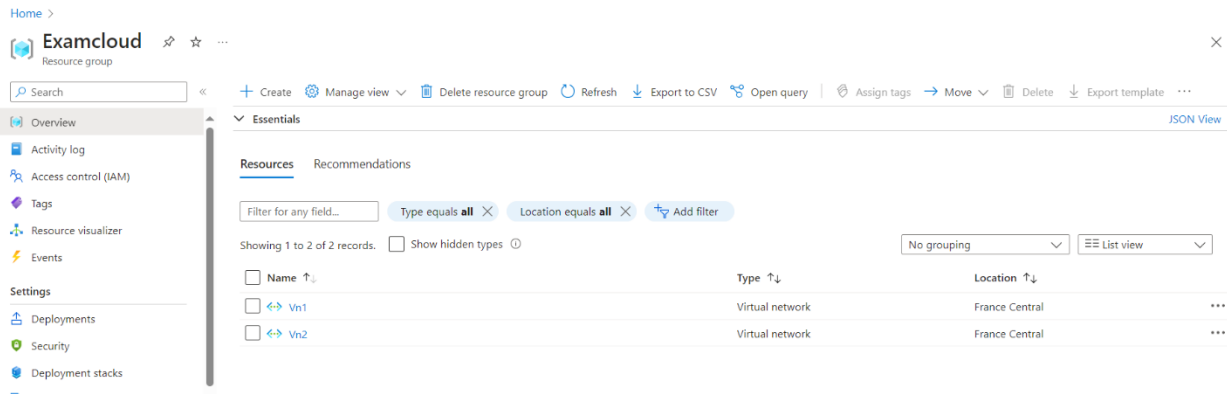 Home >
Examcloud ...
Resource group
Search «
Create Manage view Delete resource group Refresh Export to CSV Open query Assign tags Move Delete Export template ...
Overview
Essentials JSON View
Activity log
Resources Recommendations
Access control (IAM)
Tags
Filter for any field... Type equals all Location equals all Add filter
Resource visualizer
Showing 1 to 2 of 2 records. Show hidden types No grouping List view
Events
Name ↑↓ Type ↑↓ Location ↑↓
Settings
Vn1 Virtual network France Central ...
Deployments
Vn2 Virtual network France Central ...
Security
Deployment stacks